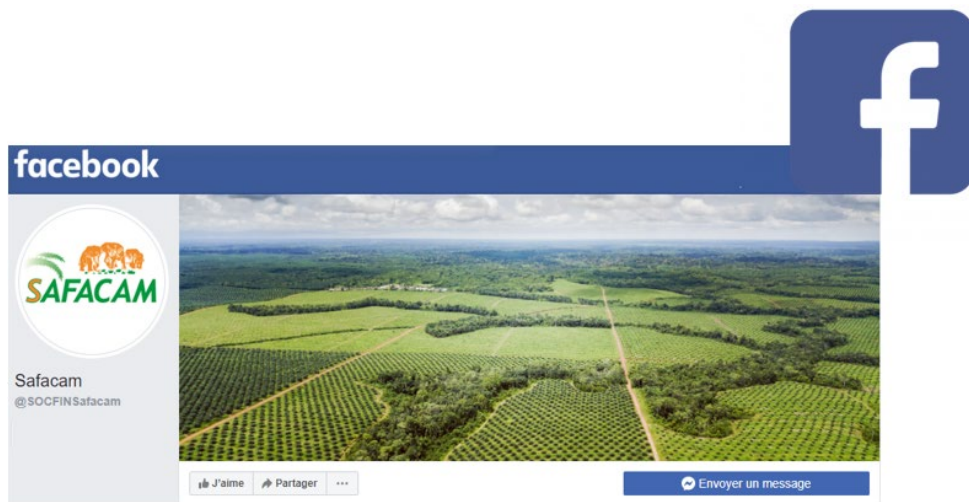 f
facebook
SAFACAM
Safacam
@SOCFINSafacam
J'aime
Partager
...
Envoyer un message